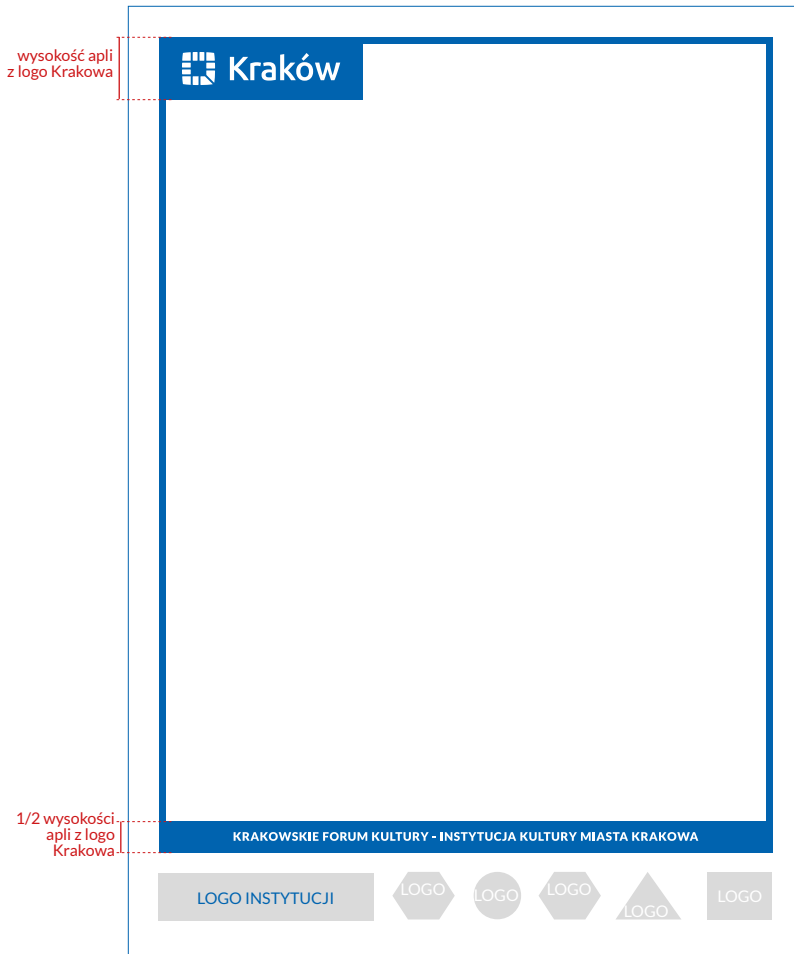 wysokość apli
z logo Krakowa
Kraków
1/2 wysokości
apli z logo
Krakowa
KRAKOWSKIE FORUM KULTURY - INSTYTUCJA KULTURY MIASTA KRAKOWA
LOGO INSTYTUCJI
LOGO
LOGO
LOGO
LOGO
LOGO